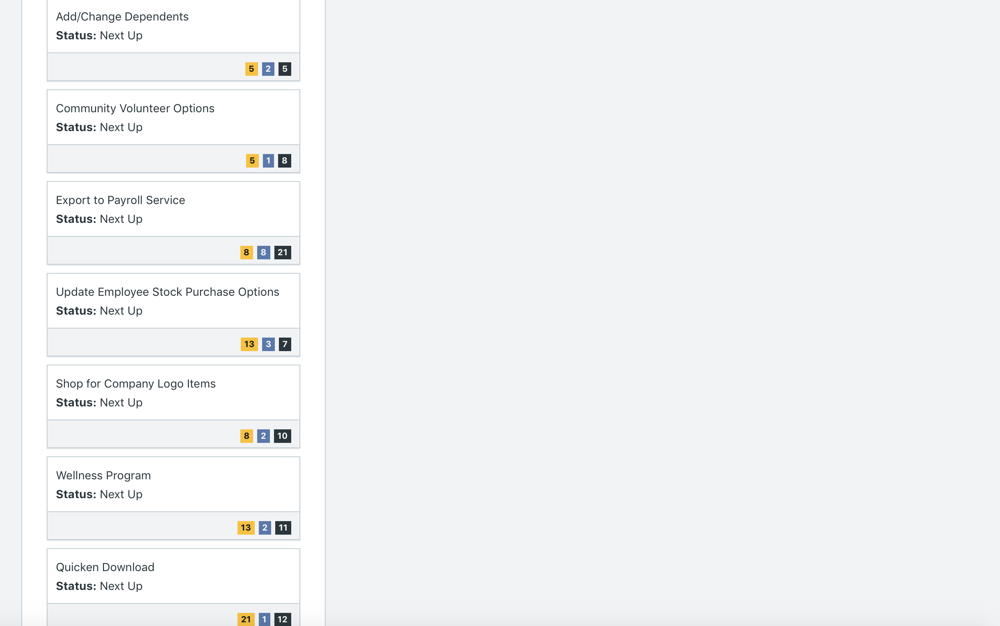 Add/Change Dependents
Status: Next Up
5 2 5
Community Volunteer Options
Status: Next Up
5 1 8
Export to Payroll Service
Status: Next Up
8 8 21
Update Employee Stock Purchase Options
Status: Next Up
13 3 7
Shop for Company Logo Items
Status: Next Up
8 2 10
Wellness Program
Status: Next Up
13 2 11
Quicken Download
Status: Next Up
21 1 12